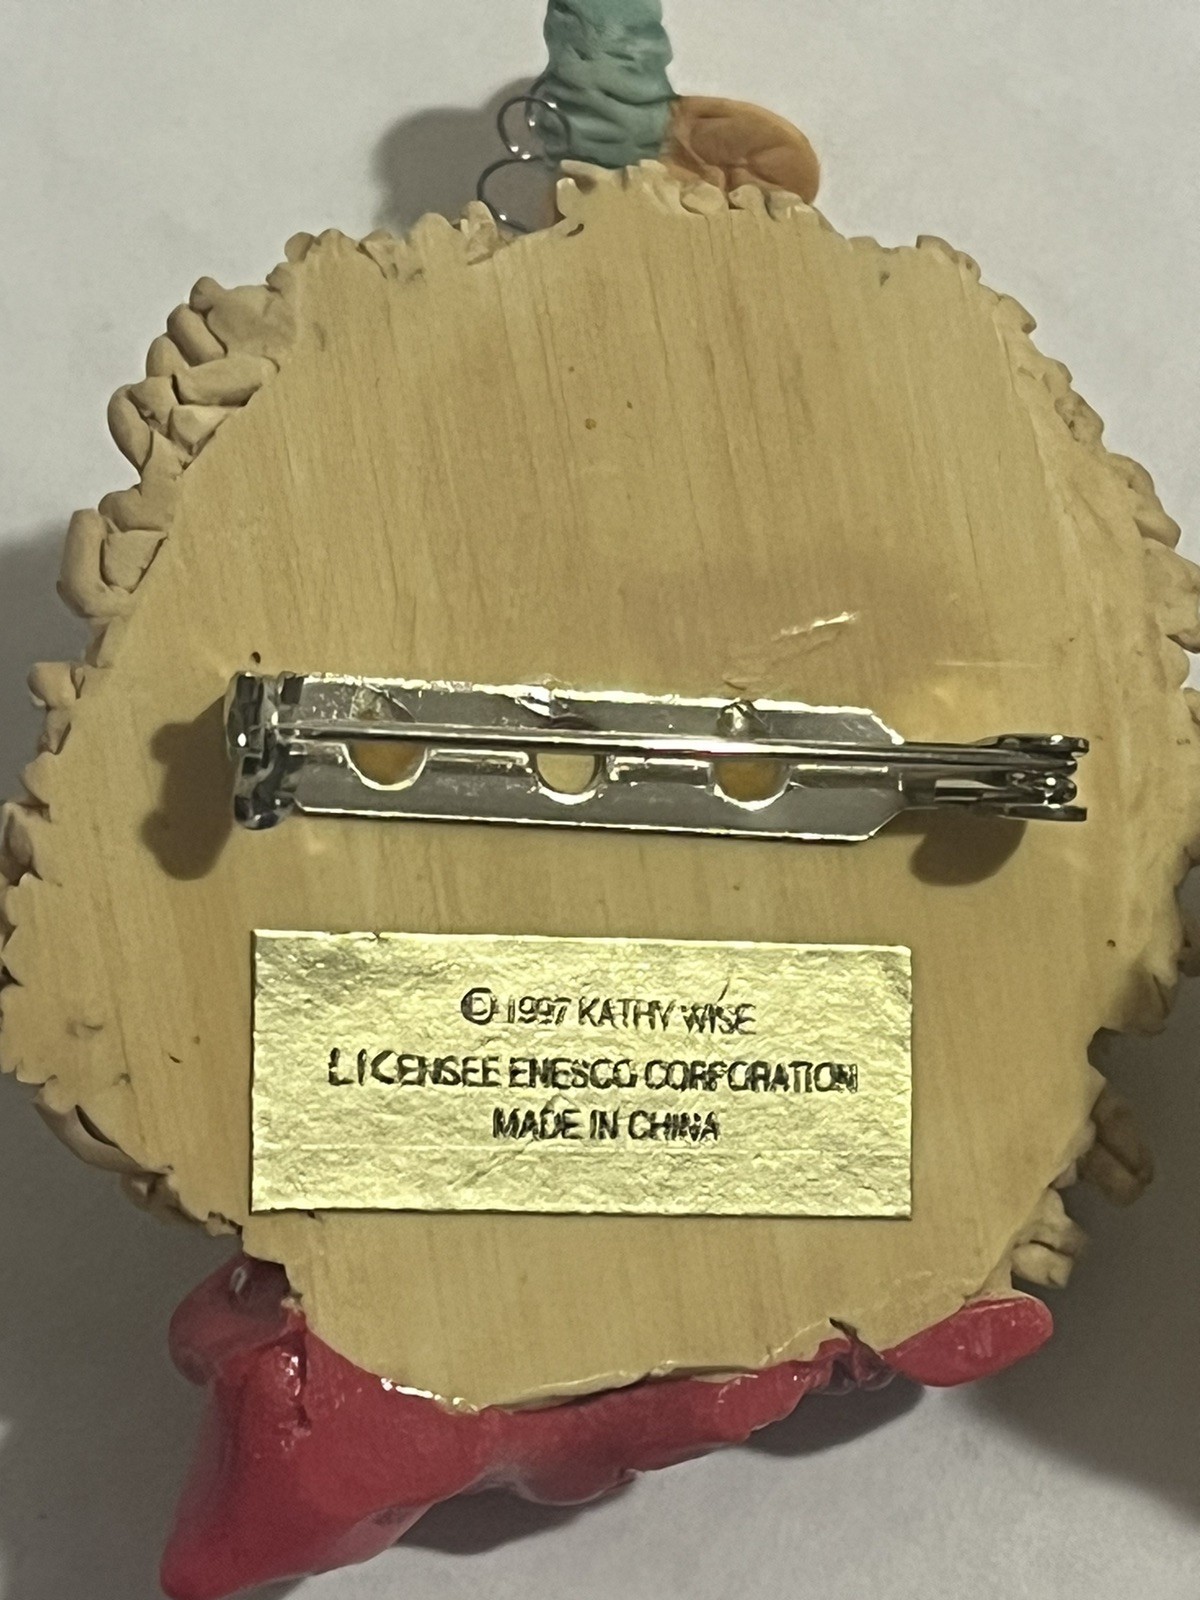 © 1997 KATHY WISE
LICENSEE ENESCO CORPORATION
MADE IN CHINA